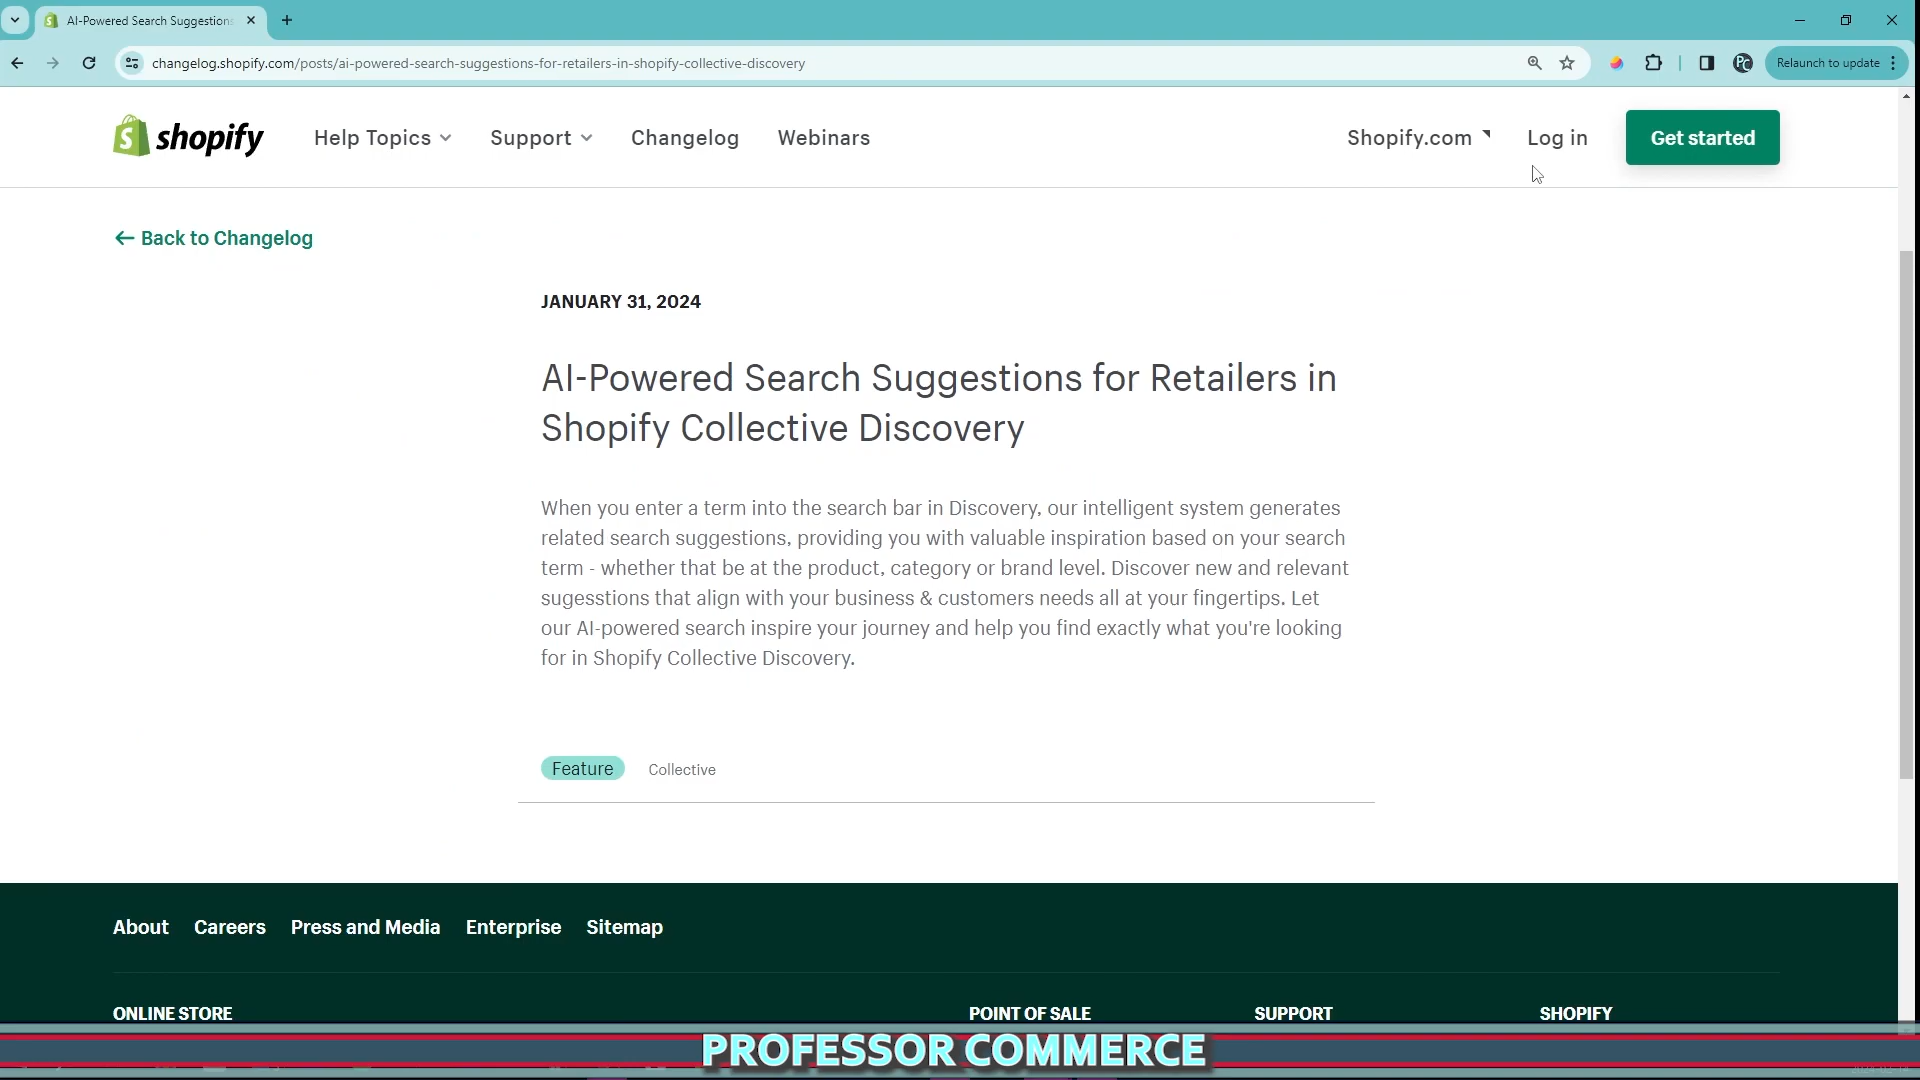 AI-Powered Search Suggestions
changelog.shopify.com/posts/ai-powered-search-suggestions-for-retailers-in-shopify-collective-discovery
PC
Relaunch to update
shopify
Help Topics
Support
Changelog
Webinars
Shopify.com
Log in
Get started
Back to Changelog
JANUARY 31, 2024
AI-Powered Search Suggestions for Retailers in
Shopify Collective Discovery
When you enter a term into the search bar in Discovery, our intelligent system generates
related search suggestions, providing you with valuable inspiration based on your search
term - whether that be at the product, category or brand level. Discover new and relevant
sugesstions that align with your business & customers needs all at your fingertips. Let
our AI-powered search inspire your journey and help you find exactly what you're looking
for in Shopify Collective Discovery.
Feature
Collective
About
Careers
Press and Media
Enterprise
Sitemap
ONLINE STORE
POINT OF SALE
SUPPORT
SHOPIFY
PROFESSOR COMMERCE